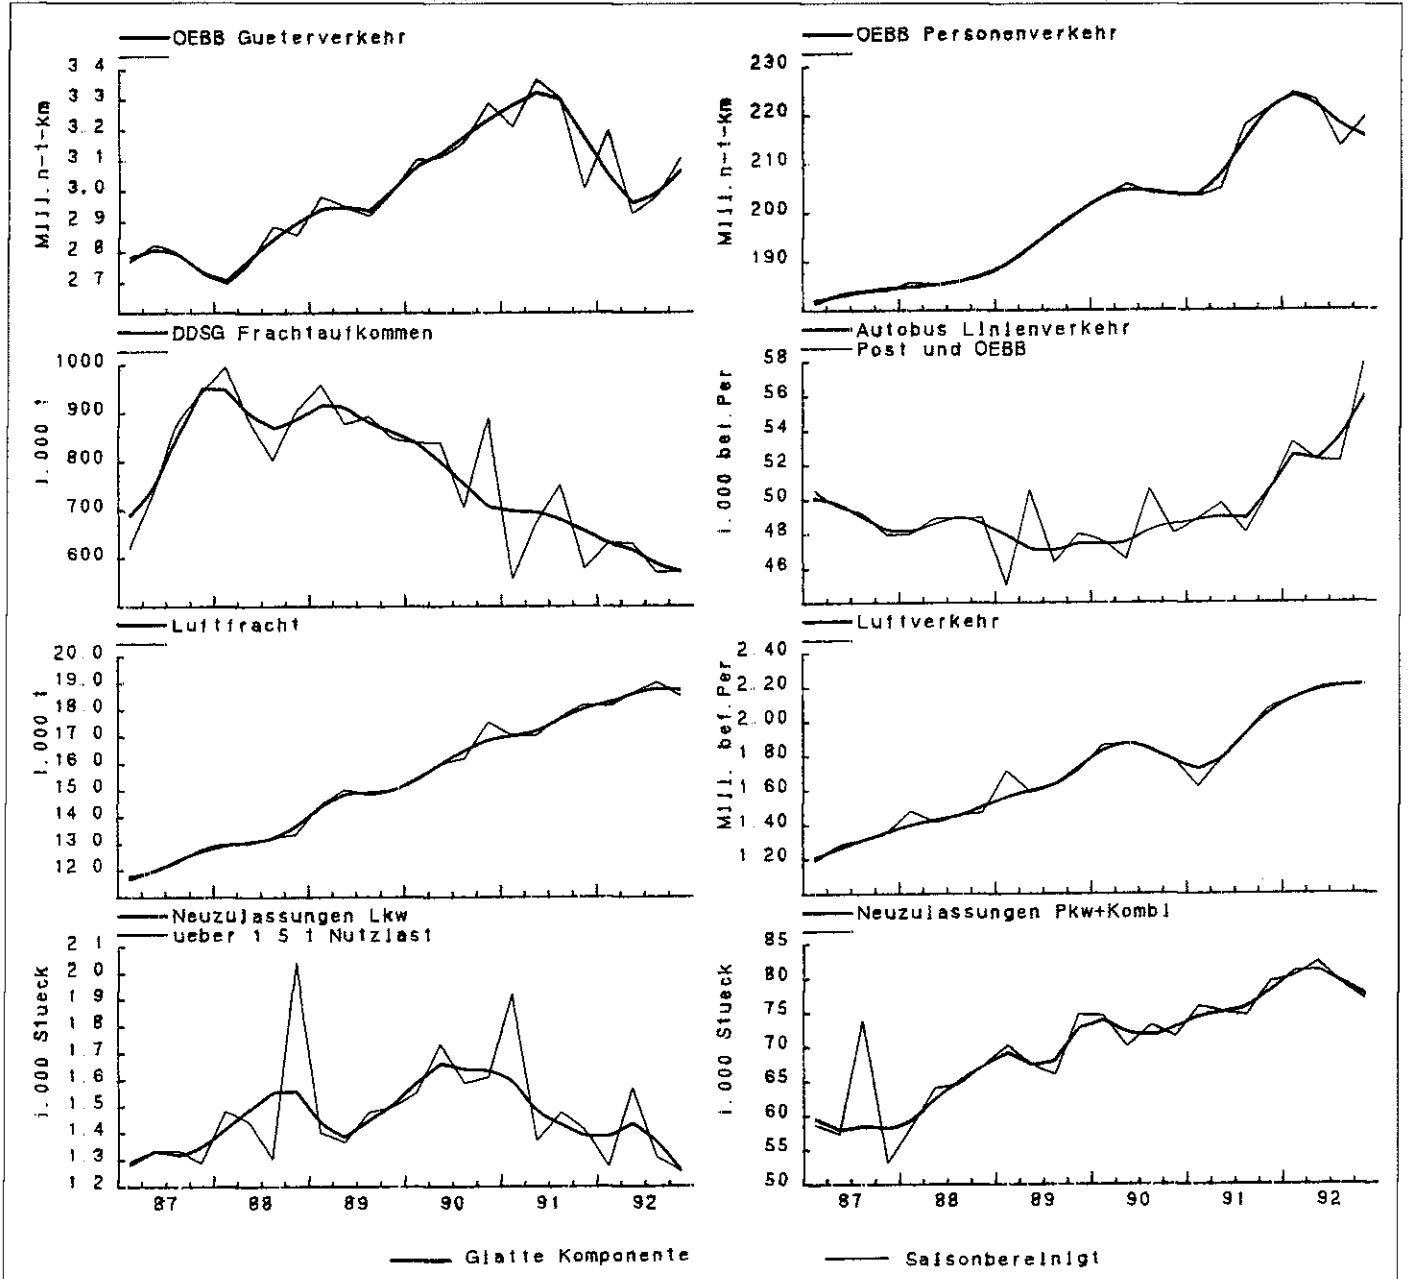 OEBB Gueterverkehr
Mill.n-t-km
3 4
3 3
3.2
3 1
3.0
2 9
2 8
2 7
OEBB Personenverkehr
Mill.n-t-km
230
220
210
200
190
DDSG Frachtaufkommen
1.000 t
1000
900
800
700
600
Autobus Linienverkehr
Post und OEBB
1.000 bef.Per
58
56
54
52
50
48
46
Luftfracht
1.000 t
20.0
19.0
18.0
17 0
16 0
15 0
14 0
13 0
12 0
Luftverkehr
Mill. bef.Per
2.40
2.20
2.00
1 80
1 60
1.40
1 20
Neuzulassungen Lkw
ueber 1 5 t Nutzlast
1.000 Stueck
2 1
2 0
1 9
1 8
1.7
1.6
1.5
1.4
1.3
1 2
87 88 89 90 91 92
Neuzulassungen Pkw+Kombi
1.000 Stueck
85
80
75
70
65
60
55
50
87 88 89 90 91 92
Glatte Komponente
Saisonbereinigt